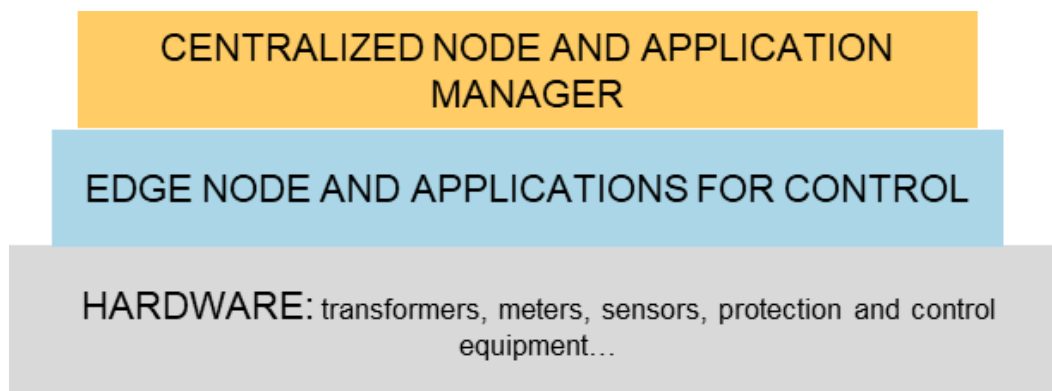 CENTRALIZED NODE AND APPLICATION
MANAGER
EDGE NODE AND APPLICATIONS FOR CONTROL
HARDWARE: transformers, meters, sensors, protection and control
equipment…